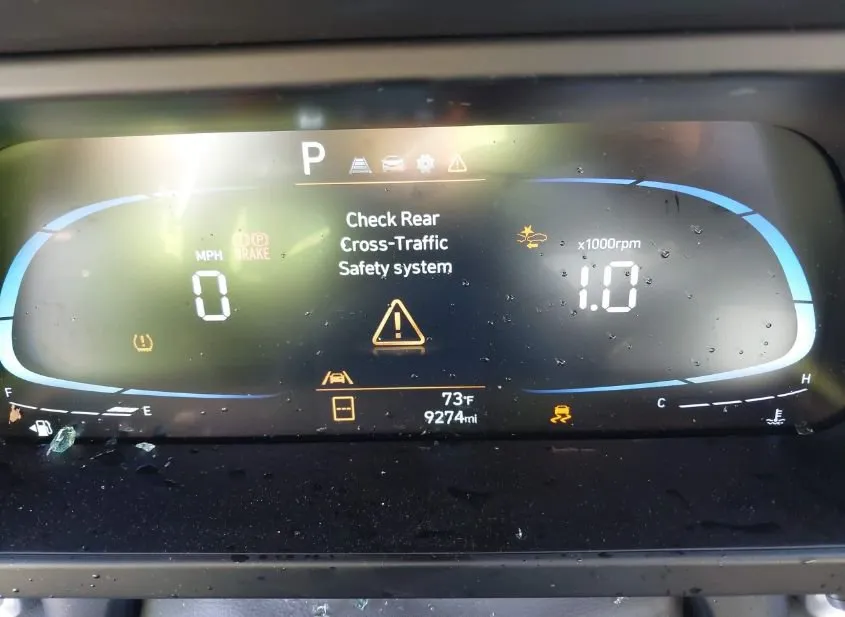 P
Check Rear
Cross-Traffic
Safety system
MPH
0
P
BRAKE
x1000rpm
1.0
F
E
73°F
9274mi
C
H